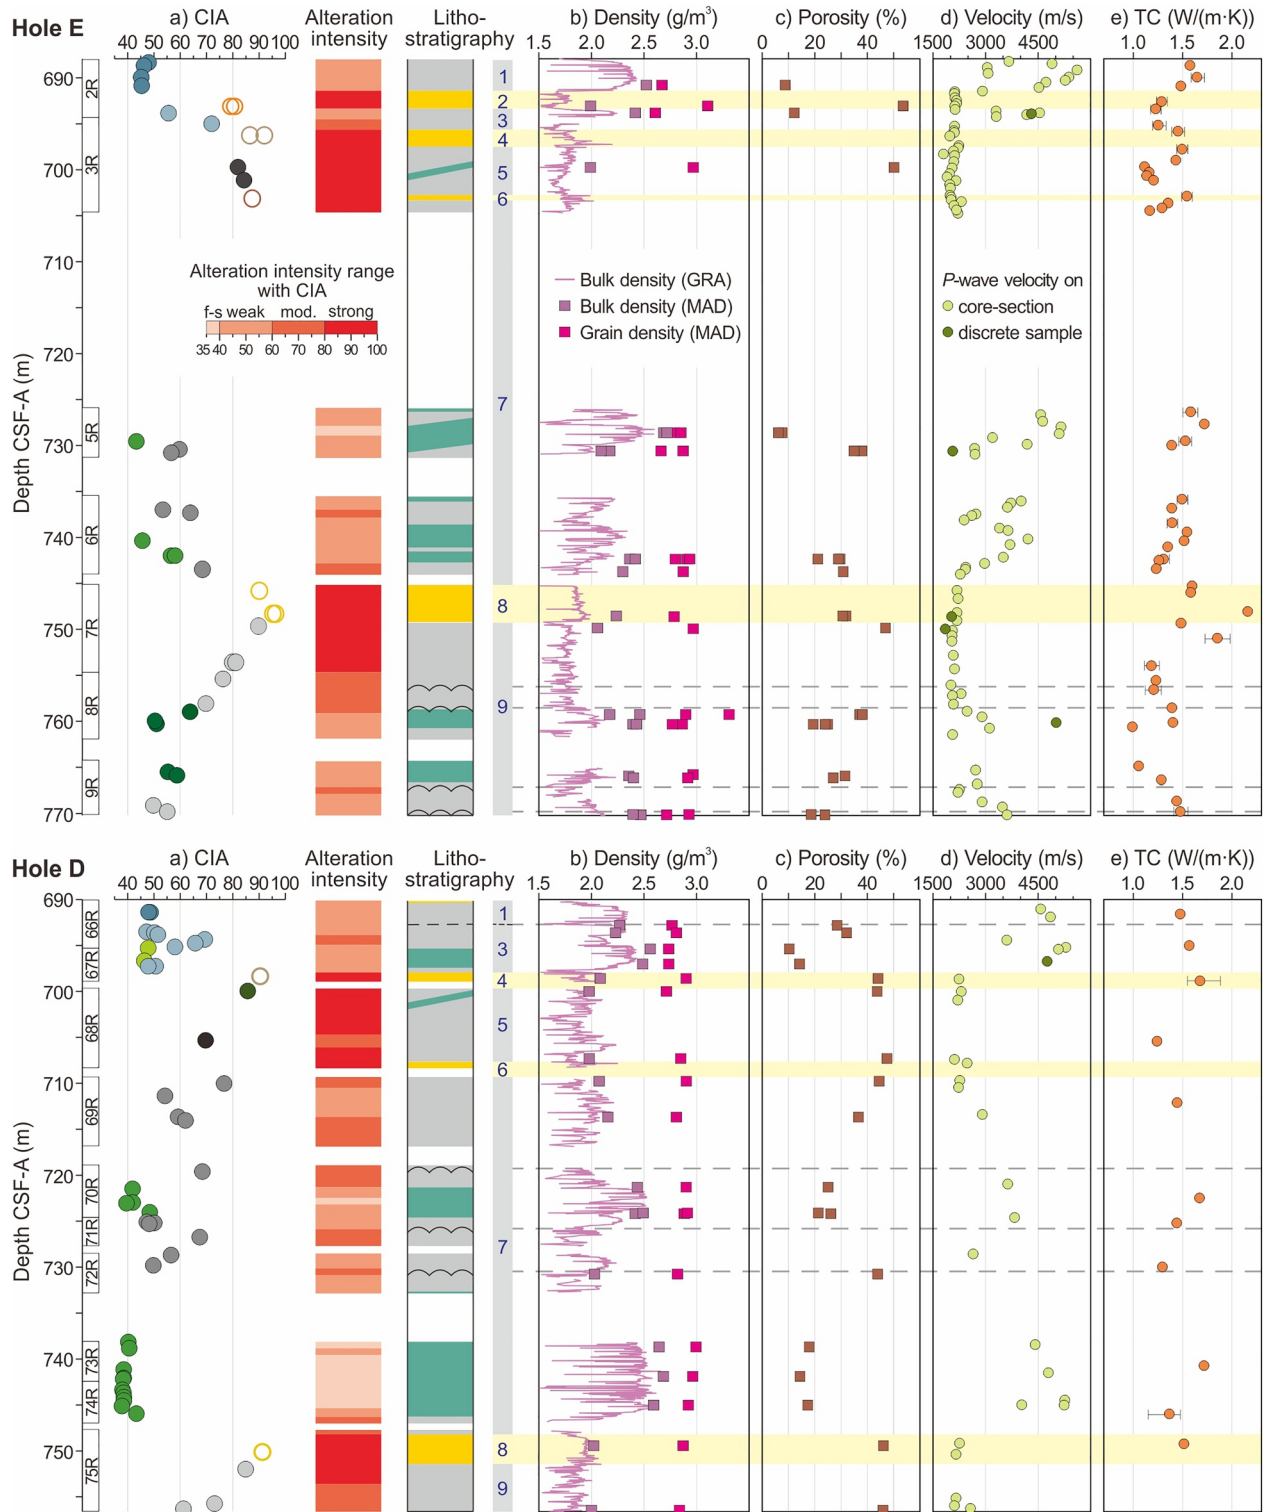 Hole E
a) CIA
Alteration intensity
Litho-stratigraphy
b) Density (g/m³)
c) Porosity (%)
d) Velocity (m/s)
e) TC (W/(m·K))
40 60 80 100
1.5 2.0 2.5 3.0
0 20 40
1500 3000 4500
1.0 1.5 2.0
Depth CSF-A (m)
690
700
710
720
730
740
750
760
770
2R
3R
5R
6R
7R
8R
9R
1
2
3
4
5
6
7
8
9
Alteration intensity range
with CIA
f-s weak mod. strong
35 40 50 60 70 80 90 100
Bulk density (GRA)
Bulk density (MAD)
Grain density (MAD)
P-wave velocity on
core-section
discrete sample
Hole D
a) CIA
Alteration intensity
Litho-stratigraphy
b) Density (g/m³)
c) Porosity (%)
d) Velocity (m/s)
e) TC (W/(m·K))
40 60 80 100
1.5 2.0 2.5 3.0
0 20 40
1500 3000 4500
1.0 1.5 2.0
Depth CSF-A (m)
690
700
710
720
730
740
750
66R
67R
68R
69R
70R
71R
72R
73R
74R
75R
1
3
4
5
6
7
8
9